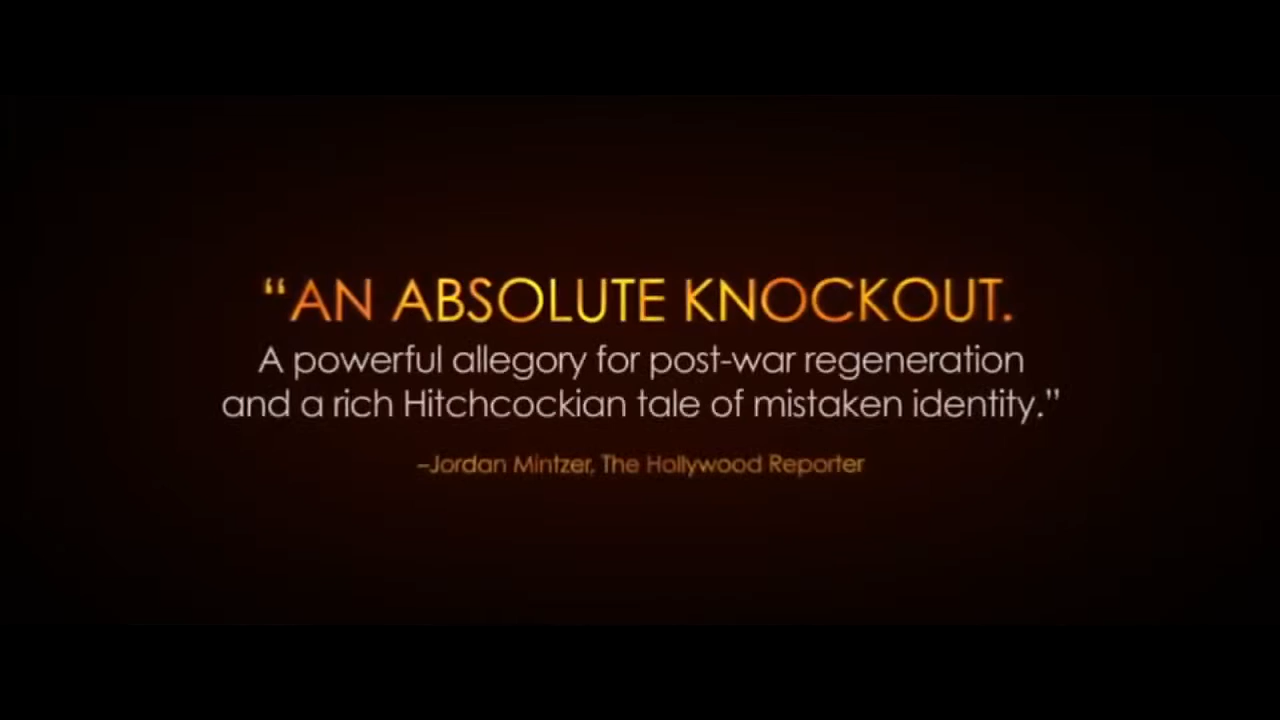 “AN ABSOLUTE KNOCKOUT.
A powerful allegory for post-war regeneration
and a rich Hitchcockian tale of mistaken identity.”
–Jordan Mintzer, The Hollywood Reporter